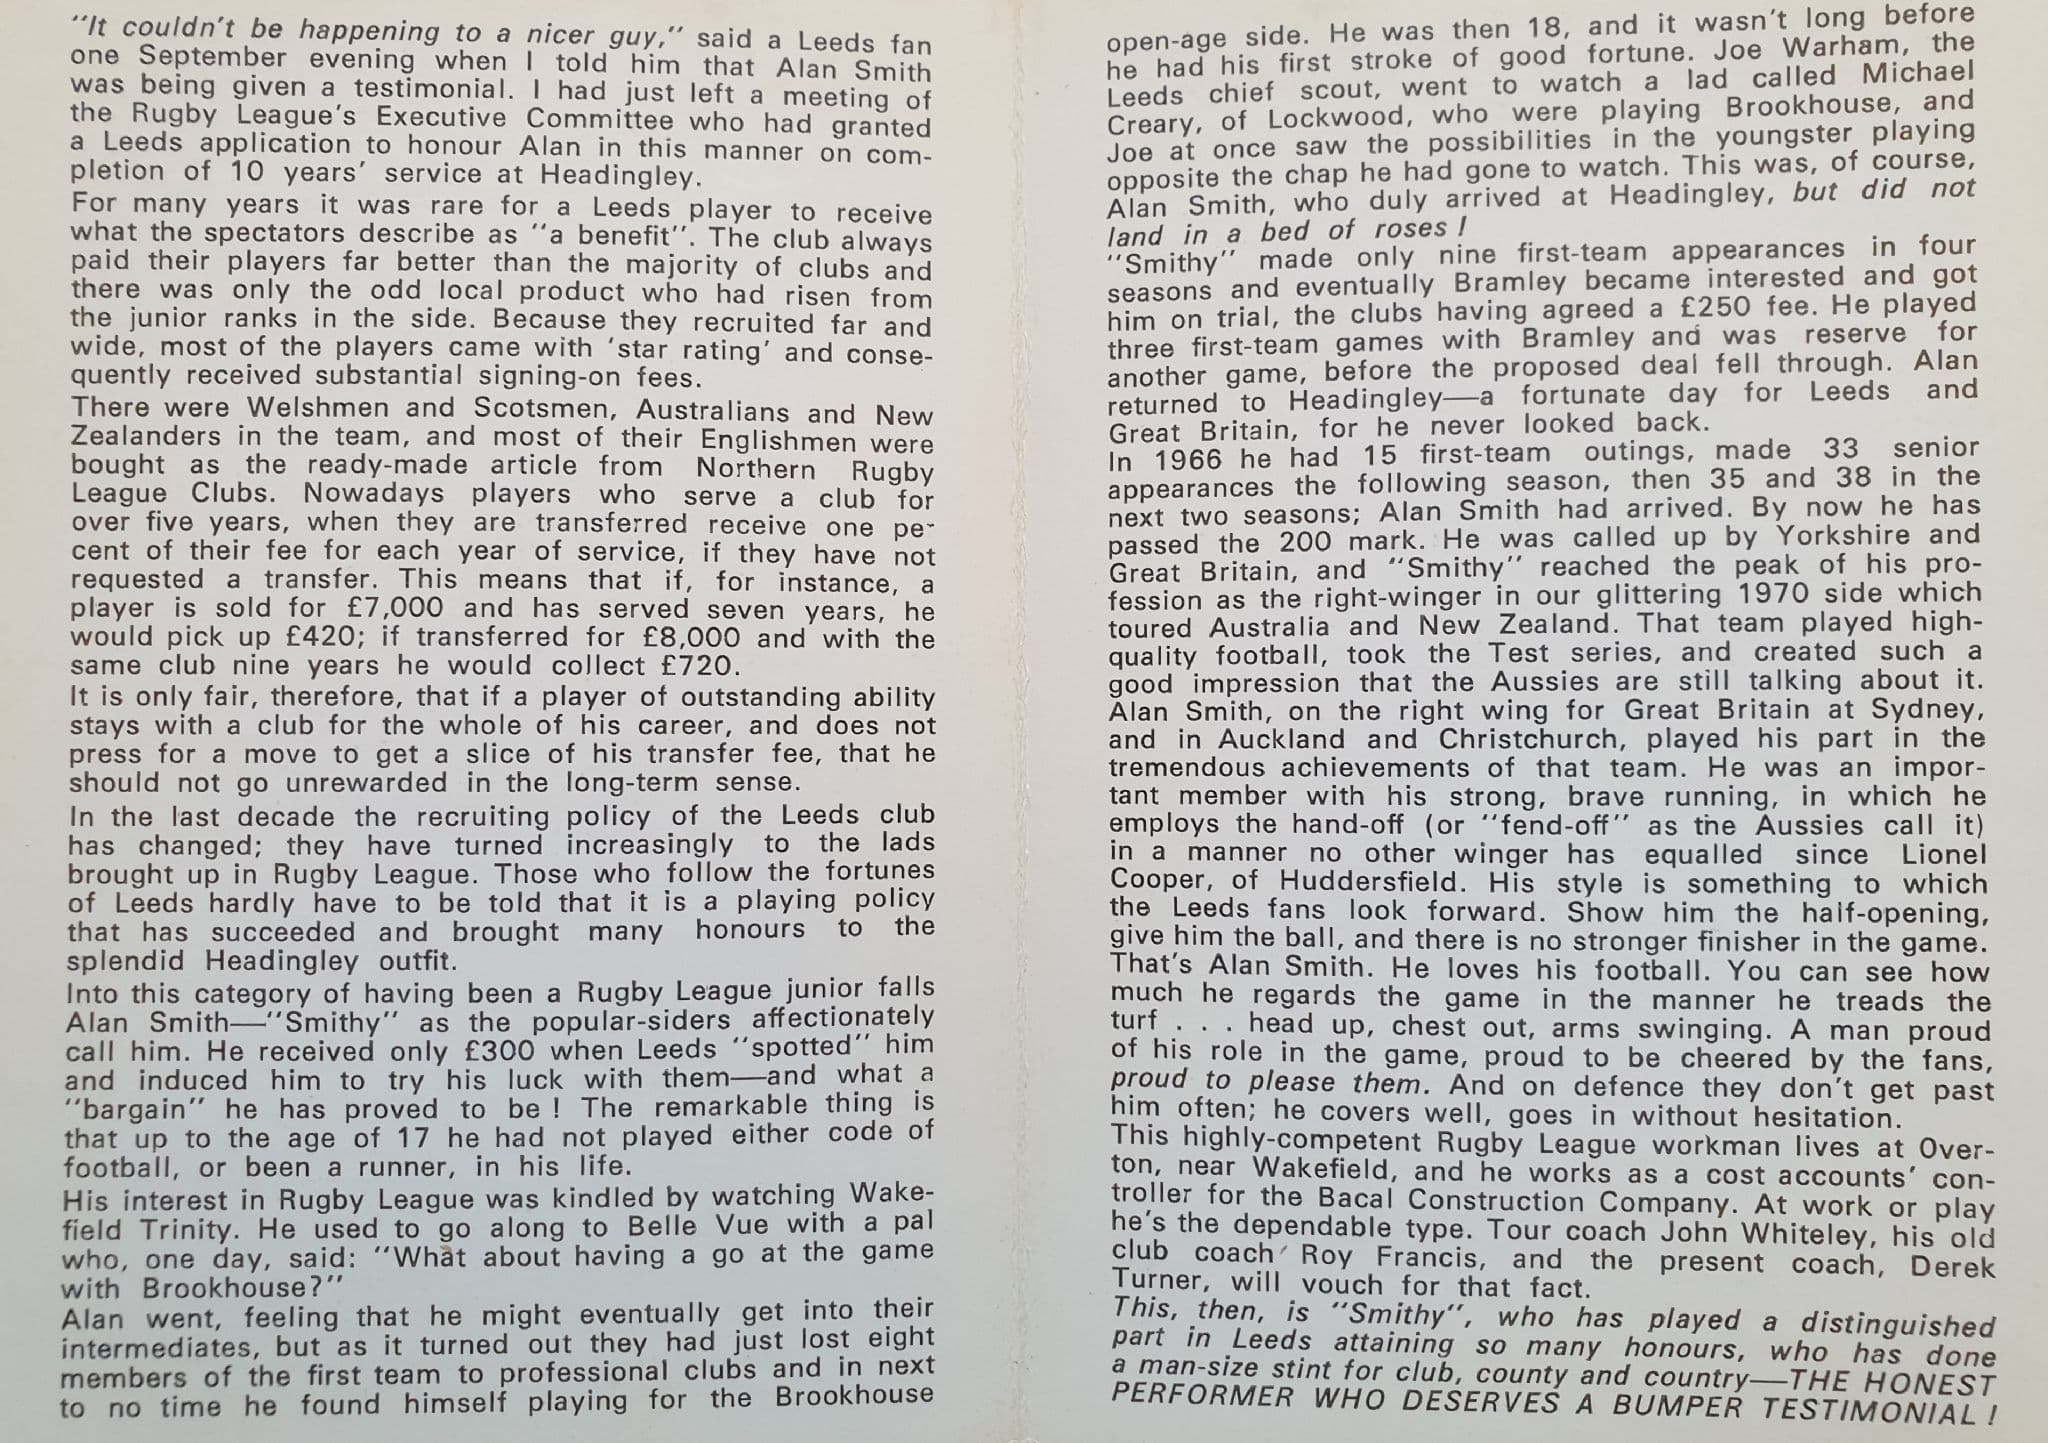 "It couldn't be happening to a nicer guy," said a Leeds fan
one September evening when I told him that Alan Smith
was being given a testimonial. I had just left a meeting of
the Rugby League's Executive Committee who had granted
a Leeds application to honour Alan in this manner on com-
pletion of 10 years' service at Headingley.
For many years it was rare for a Leeds player to receive
what the spectators describe as "a benefit". The club always
paid their players far better than the majority of clubs and
there was only the odd local product who had risen from
the junior ranks in the side. Because they recruited far and
wide, most of the players came with 'star rating' and conse-
quently received substantial signing-on fees.
There were Welshmen and Scotsmen, Australians and New
Zealanders in the team, and most of their Englishmen were
bought as the ready-made article from Northern Rugby
League Clubs. Nowadays players who serve a club for
over five years, when they are transferred receive one per
cent of their fee for each year of service, if they have not
requested a transfer. This means that if, for instance, a
player is sold for £7,000 and has served seven years, he
would pick up £420; if transferred for £8,000 and with the
same club nine years he would collect £720.
It is only fair, therefore, that if a player of outstanding ability
stays with a club for the whole of his career, and does not
press for a move to get a slice of his transfer fee, that he
should not go unrewarded in the long-term sense.
In the last decade the recruiting policy of the Leeds club
has changed; they have turned increasingly to the lads
brought up in Rugby League. Those who follow the fortunes
of Leeds hardly have to be told that it is a playing policy
that has succeeded and brought many honours to the
splendid Headingley outfit.
Into this category of having been a Rugby League junior falls
Alan Smith—"Smithy" as the popular-siders affectionately
call him. He received only £300 when Leeds "spotted" him
and induced him to try his luck with them—and what a
"bargain" he has proved to be! The remarkable thing is
that up to the age of 17 he had not played either code of
football, or been a runner, in his life.
His interest in Rugby League was kindled by watching Wake-
field Trinity. He used to go along to Belle Vue with a pal
who, one day, said: "What about having a go at the game
with Brookhouse?"
Alan went, feeling that he might eventually get into their
intermediates, but as it turned out they had just lost eight
members of the first team to professional clubs and in next
to no time he found himself playing for the Brookhouse
open-age side. He was then 18, and it wasn't long before
he had his first stroke of good fortune. Joe Warham, the
Leeds chief scout, went to watch a lad called Michael
Creary, of Lockwood, who were playing Brookhouse, and
Joe at once saw the possibilities in the youngster playing
opposite the chap he had gone to watch. This was, of course,
Alan Smith, who duly arrived at Headingley, but did not
land in a bed of roses!
"Smithy" made only nine first-team appearances in four
seasons and eventually Bramley became interested and got
him on trial, the clubs having agreed a £250 fee. He played
three first-team games with Bramley and was reserve for
another game, before the proposed deal fell through. Alan
returned to Headingley—a fortunate day for Leeds and
Great Britain, for he never looked back.
In 1966 he had 15 first-team outings, made 33 senior
appearances the following season, then 35 and 38 in the
next two seasons; Alan Smith had arrived. By now he has
passed the 200 mark. He was called up by Yorkshire and
Great Britain, and "Smithy" reached the peak of his pro-
fession as the right-winger in our glittering 1970 side which
toured Australia and New Zealand. That team played high-
quality football, took the Test series, and created such a
good impression that the Aussies are still talking about it.
Alan Smith, on the right wing for Great Britain at Sydney,
and in Auckland and Christchurch, played his part in the
tremendous achievements of that team. He was an impor-
tant member with his strong, brave running, in which he
employs the hand-off (or "fend-off" as the Aussies call it)
in a manner no other winger has equalled since Lionel
Cooper, of Huddersfield. His style is something to which
the Leeds fans look forward. Show him the half-opening,
give him the ball, and there is no stronger finisher in the game.
That's Alan Smith. He loves his football. You can see how
much he regards the game in the manner he treads the
turf . . . head up, chest out, arms swinging. A man proud
of his role in the game, proud to be cheered by the fans,
proud to please them. And on defence they don't get past
him often; he covers well, goes in without hesitation.
This highly-competent Rugby League workman lives at Over-
ton, near Wakefield, and he works as a cost accounts' con-
troller for the Bacal Construction Company. At work or play
he's the dependable type. Tour coach John Whiteley, his old
club coach Roy Francis, and the present coach, Derek
Turner, will vouch for that fact.
This, then, is "Smithy", who has played a distinguished
part in Leeds attaining so many honours, who has done
a man-size stint for club, county and country—THE HONEST
PERFORMER WHO DESERVES A BUMPER TESTIMONIAL!